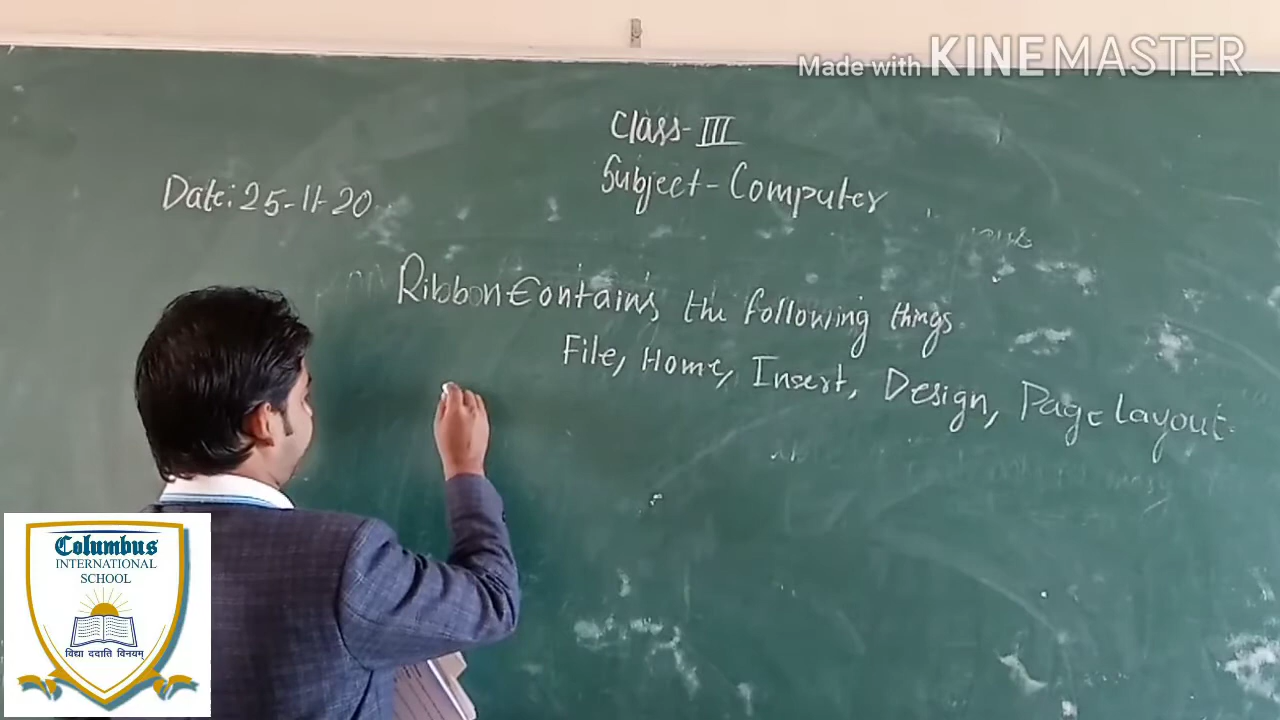 Made with KINEMASTER
Class-III
Subject-Computer
Date: 25-11-20
Ribbon Contains the following things
File, Home, Insert, Design, Page Layout.
Columbus
INTERNATIONAL
SCHOOL
विद्या ददाति विनयम्